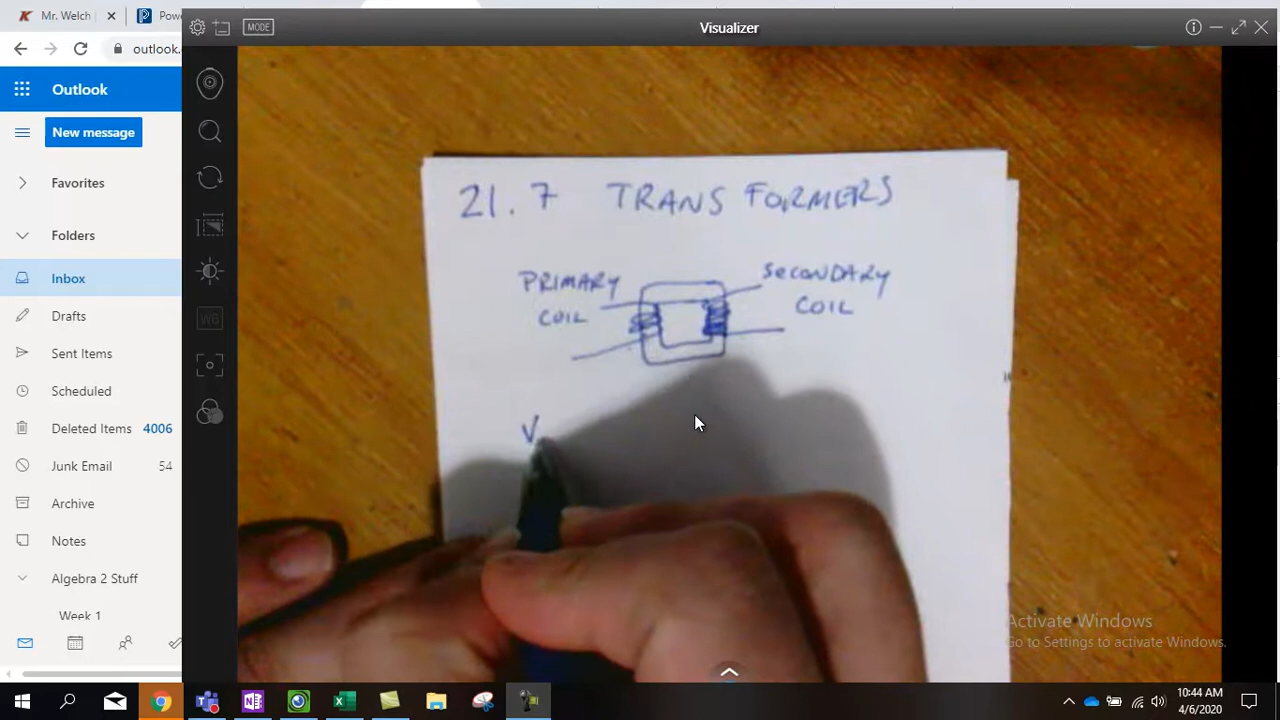 Mr. Welch
P
outlook.
Outlook
New message
Favorites
Folders
Inbox
Drafts
Sent Items
Scheduled
Deleted Items 4006
Junk Email 54
Archive
Notes
Algebra 2 Stuff
Week 1
MODE
Visualizer
21.7 TRANSFORMERS
PRIMARY
COIL
SECONDARY
COIL
V
Activate Windows
Go to Settings to activate Windows.
10:44 AM
4/6/2020